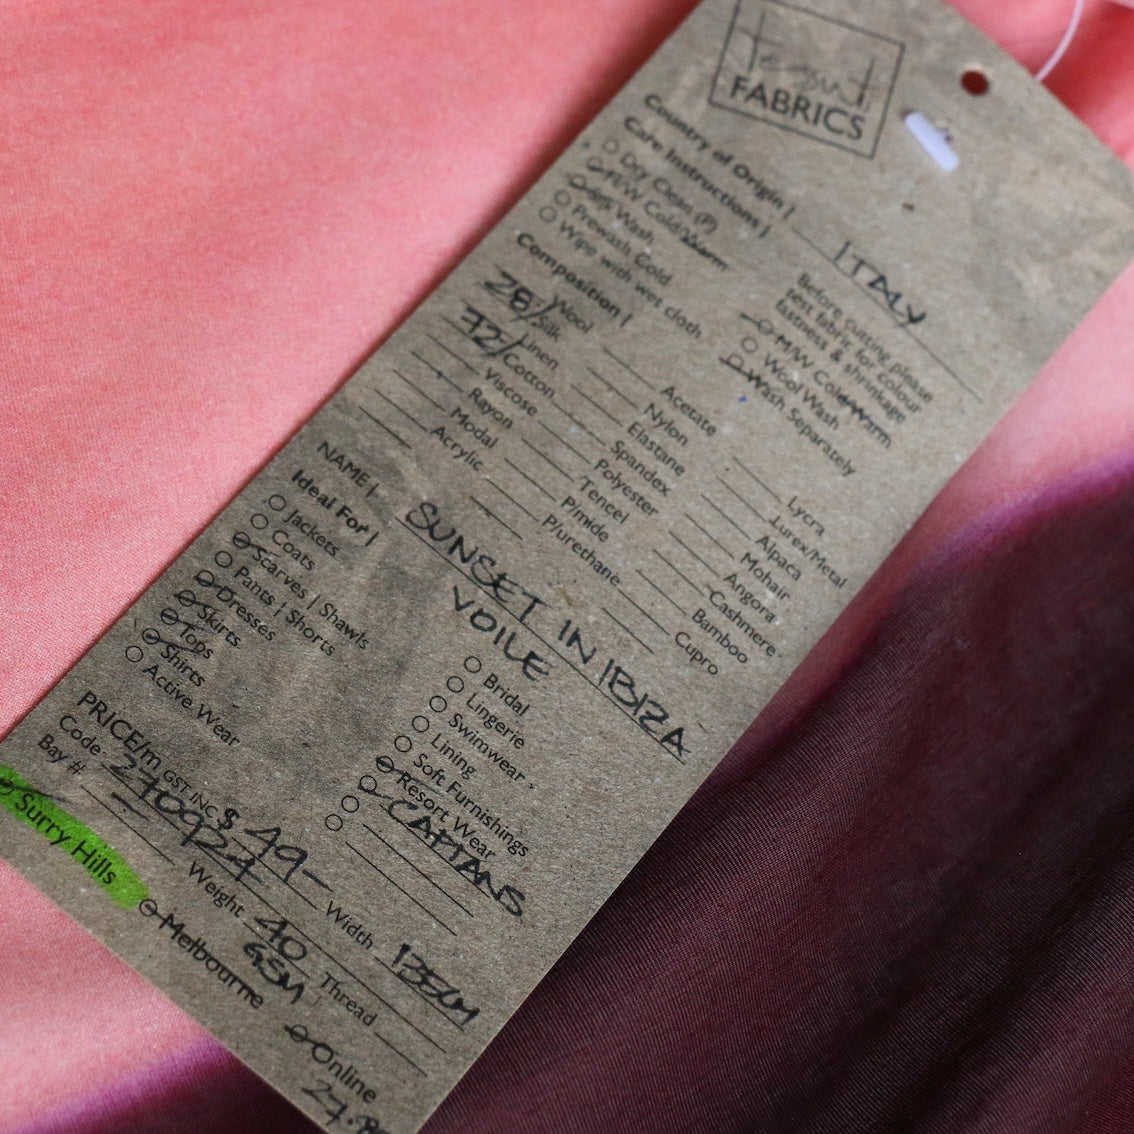 Tessuti
FABRICS
Country of Origin | ITALY
Care Instructions |
Dry Clean (P)
M/W Cold/Warm
Silk Wash
Prewash Cold
Wipe with wet cloth
Before cutting please
test fabric for colour
fastness & shrinkage
M/W Cold/Warm
Wool Wash
Wash Separately
Composition |
Wool
28% Silk
Linen
72% Cotton
Viscose
Rayon
Modal
Acrylic
Acetate
Nylon
Elastane
Spandex
Polyester
Tencel
P/mide
P/urethane
Lycra
Lurex/Metal
Alpaca
Mohair
Angora
Cashmere
Bamboo
Cupro
NAME | SUNSET IN IBIZA
VOILE
Ideal For |
Jackets
Coats
Scarves | Shawls
Pants | Shorts
Dresses
Skirts
Tops
Shirts
Active Wear
Bridal
Lingerie
Swimwear
Lining
Soft Furnishings
Resort Wear
CAFTANS
PRICE/m GST INC $ 49-
Width 135cm
Code 270924
Weight 40 GSM
Thread
Bay #
Surry Hills
Melbourne
Online